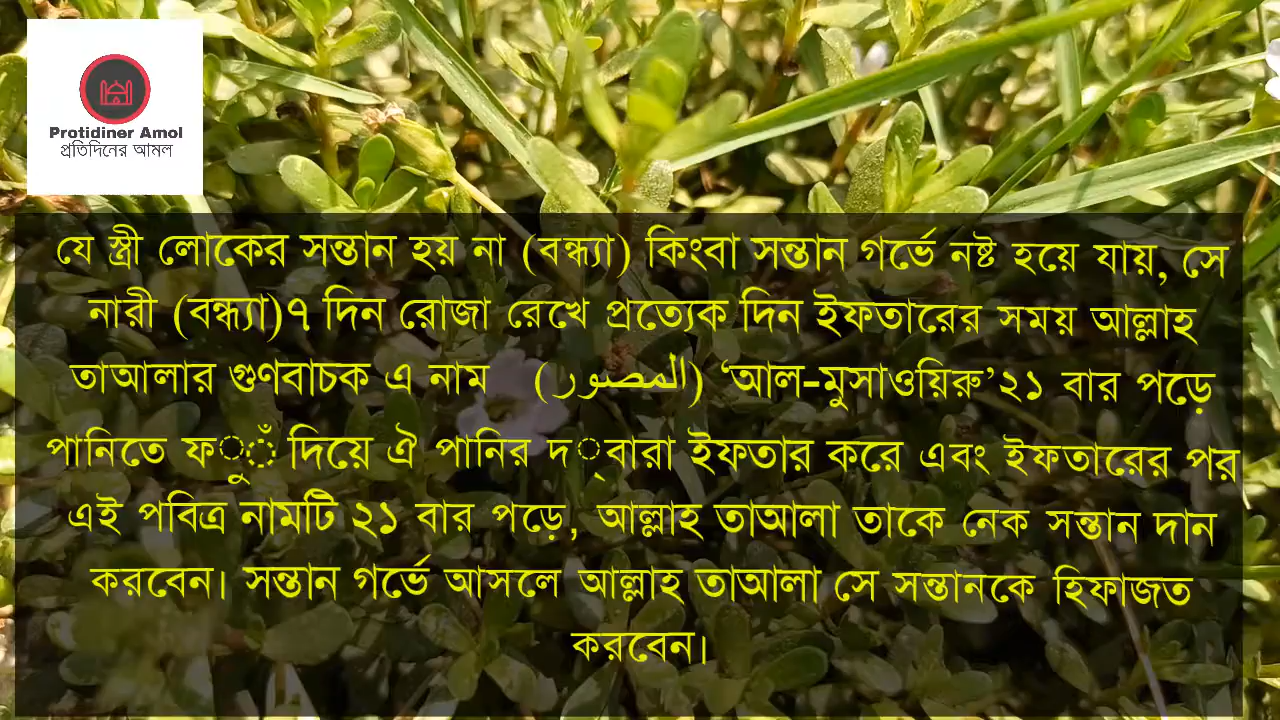 Protidiner Amol
প্রতিদিনের আমল
যে স্ত্রী লোকের সন্তান হয় না (বন্ধ্যা) কিংবা সন্তান গর্ভে নষ্ট হয়ে যায়, সে
নারী (বন্ধ্যা)৭ দিন রোজা রেখে প্রত্যেক দিন ইফতারের সময় আল্লাহ
তাআলার গুণবাচক এ নাম (المصور) ‘আল-মুসাওয়িরু’২১ বার পড়ে
পানিতে ফুঁ দিয়ে ঐ পানির দ্বারা ইফতার করে এবং ইফতারের পর
এই পবিত্র নামটি ২১ বার পড়ে, আল্লাহ তাআলা তাকে নেক সন্তান দান
করবেন। সন্তান গর্ভে আসলে আল্লাহ তাআলা সে সন্তানকে হিফাজত
করবেন।